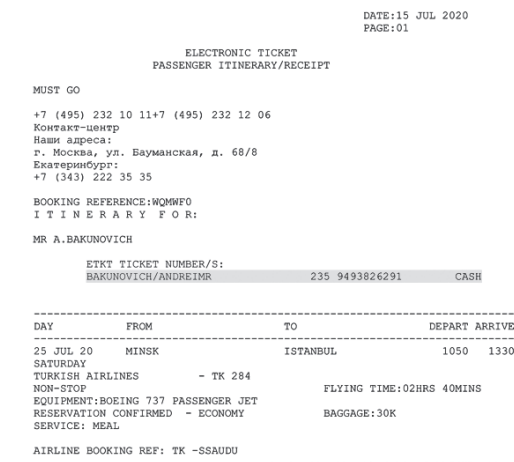 DATE:15 JUL 2020
PAGE:01
ELECTRONIC TICKET
PASSENGER ITINERARY/RECEIPT
MUST GO
+7 (495) 232 10 11+7 (495) 232 12 06
Контакт-центр
Наши адреса:
г. Москва, ул. Бауманская, д. 68/8
Екатеринбург:
+7 (343) 222 35 35
BOOKING REFERENCE:WQMWF0
I T I N E R A R Y F O R:
MR A.BAKUNOVICH
ETKT TICKET NUMBER/S:
BAKUNOVICH/ANDREIMR 235 9493826291 CASH
DAY FROM TO DEPART ARRIVE
25 JUL 20 MINSK ISTANBUL 1050 1330
SATURDAY
TURKISH AIRLINES - TK 284
NON-STOP FLYING TIME:02HRS 40MINS
EQUIPMENT:BOEING 737 PASSENGER JET
RESERVATION CONFIRMED - ECONOMY BAGGAGE:30K
SERVICE: MEAL
AIRLINE BOOKING REF: TK -SSAUDU